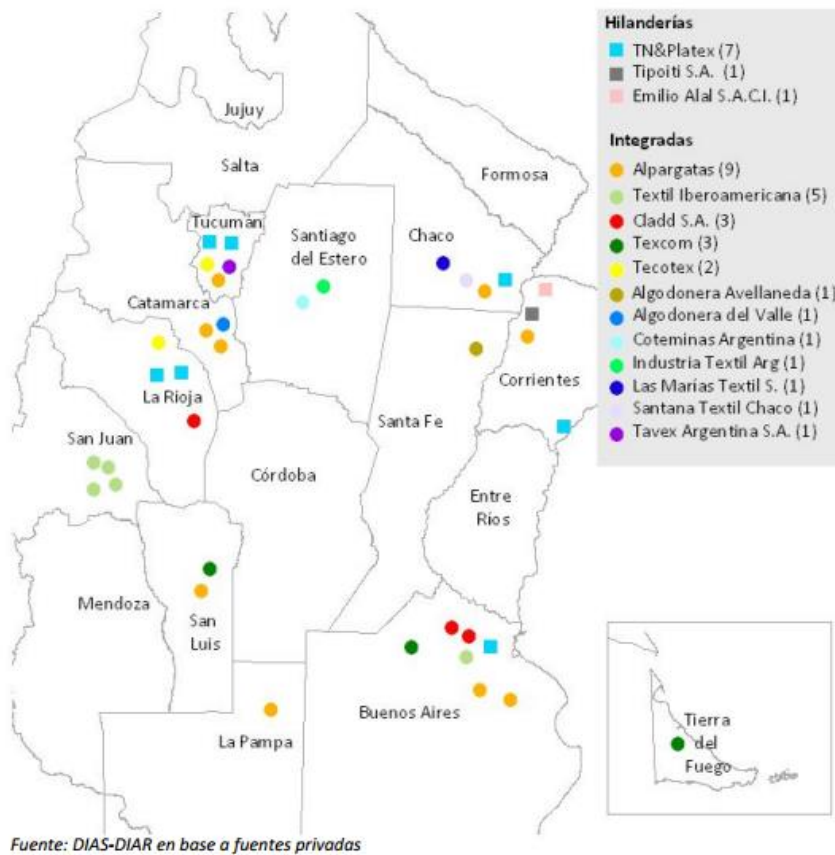 Hilanderías
TN&Platex (7)
Tipoiti S.A. (1)
Emilio Alal S.A.C.I. (1)
Integradas
Alpargatas (9)
Textil Iberoamericana (5)
Cladd S.A. (3)
Texcom (3)
Tecotex (2)
Algodonera Avellaneda (1)
Algodonera del Valle (1)
Coteminas Argentina (1)
Industria Textil Arg (1)
Las Marías Textil S. (1)
Santana Textil Chaco (1)
Tavex Argentina S.A. (1)
Jujuy
Salta
Formosa
Tucuman
Santiago
del Estero
Chaco
Catamarca
Corrientes
La Rioja
Santa Fe
San Juan
Córdoba
Entre
Ríos
Mendoza
San
Luis
Buenos Aires
La Pampa
Tierra
del
Fuego
Fuente: DIAS-DIAR en base a fuentes privadas